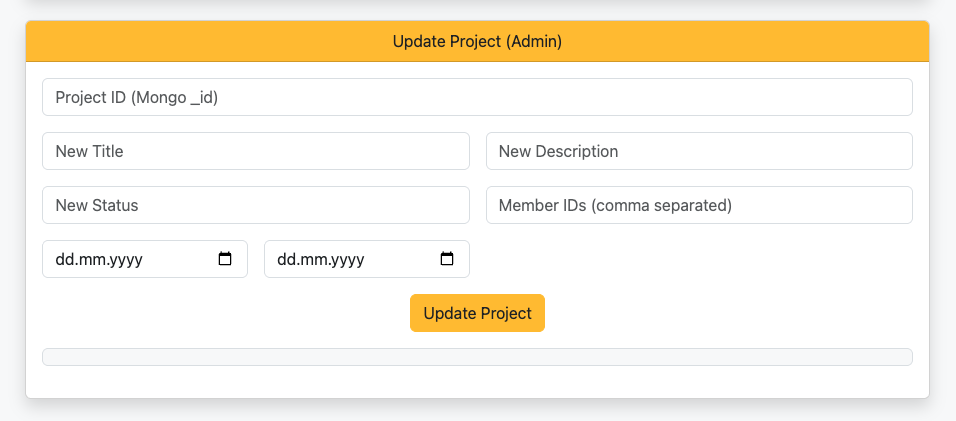 Update Project (Admin)
Project ID (Mongo _id)
New Title
New Description
New Status
Member IDs (comma separated)
dd.mm.yyyy
dd.mm.yyyy
Update Project